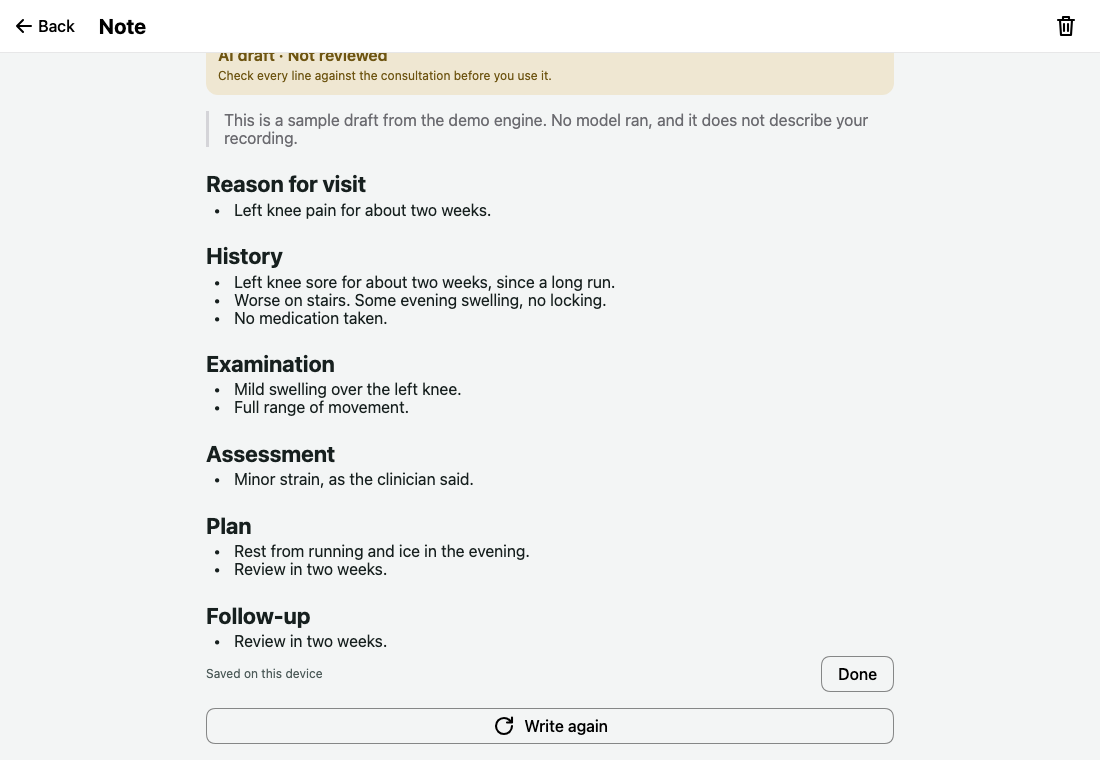 Back
Note
AI draft · Not reviewed
Check every line against the consultation before you use it.
This is a sample draft from the demo engine. No model ran, and it does not describe your
recording.
Reason for visit
• Left knee pain for about two weeks.
History
• Left knee sore for about two weeks, since a long run.
• Worse on stairs. Some evening swelling, no locking.
• No medication taken.
Examination
• Mild swelling over the left knee.
• Full range of movement.
Assessment
• Minor strain, as the clinician said.
Plan
• Rest from running and ice in the evening.
• Review in two weeks.
Follow-up
• Review in two weeks.
Saved on this device
Done
Write again